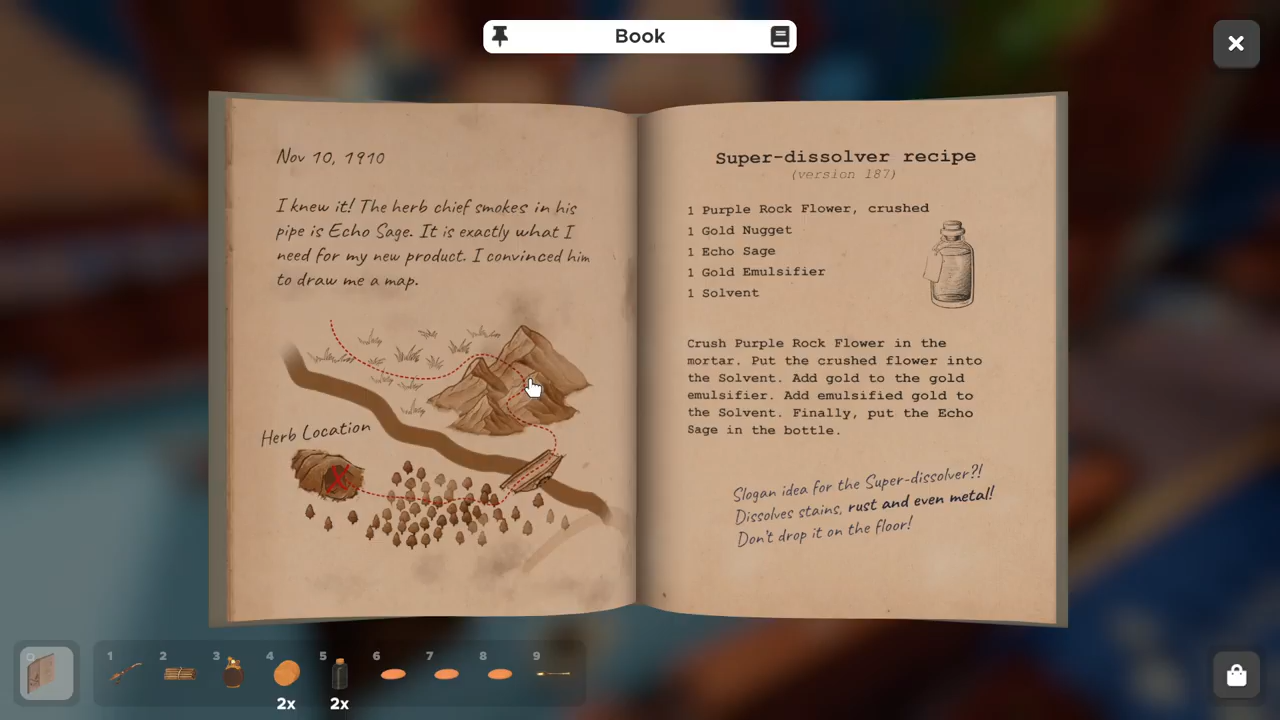 Book
Nov 10, 1910
I knew it! The herb chief smokes in his
pipe is Echo Sage. It is exactly what I
need for my new product. I convinced him
to draw me a map.
Herb Location
Super-dissolver recipe
(version 187)
1 Purple Rock Flower, crushed
1 Gold Nugget
1 Echo Sage
1 Gold Emulsifier
1 Solvent
Crush Purple Rock Flower in the
mortar. Put the crushed flower into
the Solvent. Add gold to the gold
emulsifier. Add emulsified gold to
the Solvent. Finally, put the Echo
Sage in the bottle.
Slogan idea for the Super-dissolver?!
Dissolves stains, rust and even metal!
Don't drop it on the floor!
1 2 3 4 5 6 7 8 9
2x 2x